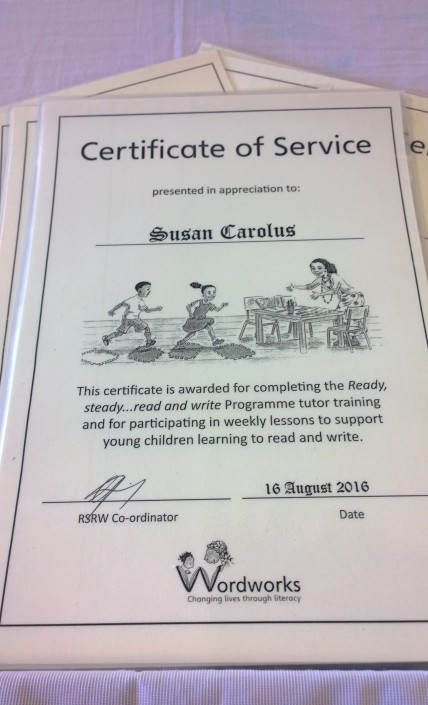 Certificate of Service
presented in appreciation to:
Susan Carolus
This certificate is awarded for completing the Ready,
steady...read and write Programme tutor training
and for participating in weekly lessons to support
young children learning to read and write.
16 August 2016
RSRW Co-ordinator Date
Wordworks
Changing lives through literacy